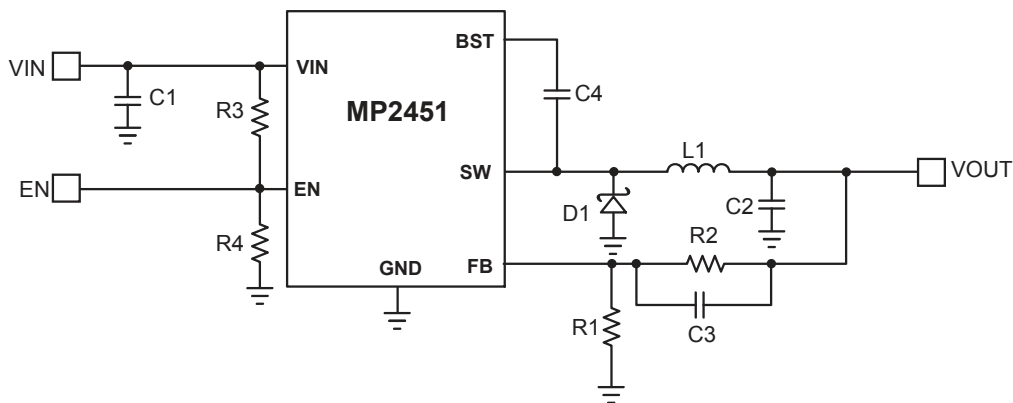 BST
VIN
VIN
C1
R3
MP2451
C4
EN
EN
SW
L1
VOUT
D1
C2
R4
GND
FB
R2
R1
C3